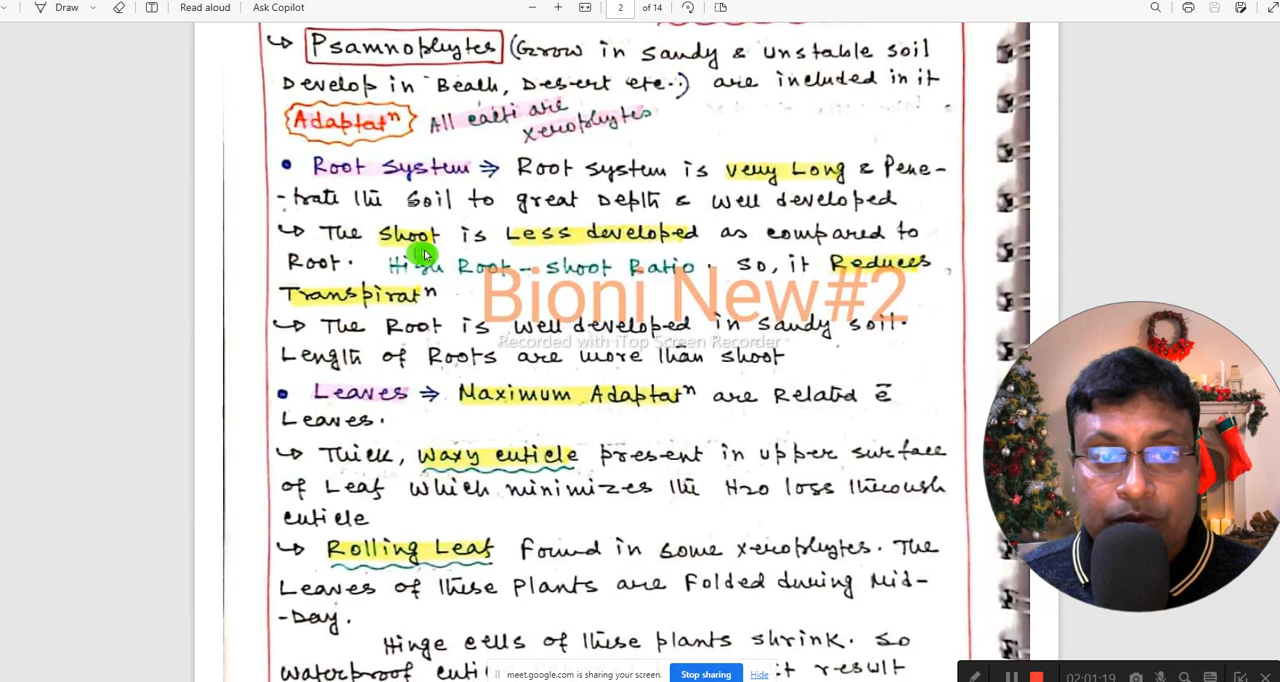 Draw
Read aloud
Ask Copilot
2 of 14
↳ Psamnophytes (Grow in sandy & unstable soil
Develop in Beach, Desert etc..) are included in it
Adaptatⁿ All cacti are
xerophytes
• Root system ⇒ Root system is very Long & Pene-
-trate the soil to great Depth & well developed
↳ The shoot is Less developed as compared to
Root. High Root-shoot Ratio. so, it Reduces
Transpiratⁿ
Bioni New#2
↳ The Root is well developed in sandy soil.
Recorded with iTop Screen Recorder
Length of Roots are more than shoot
• Leaves ⇒ Maximum Adaptatⁿ are Related ē
Leaves.
↳ Thick, waxy cuticle present in upper surface
of Leaf which minimizes the H2O loss through
cuticle
↳ Rolling Leaf Found in some xerophytes. The
Leaves of these plants are Folded during Mid-
-Day.
Hinge cells of these plants shrink. so
waterproof result
meet.google.com is sharing your screen.
Stop sharing
Hide
02:01:19